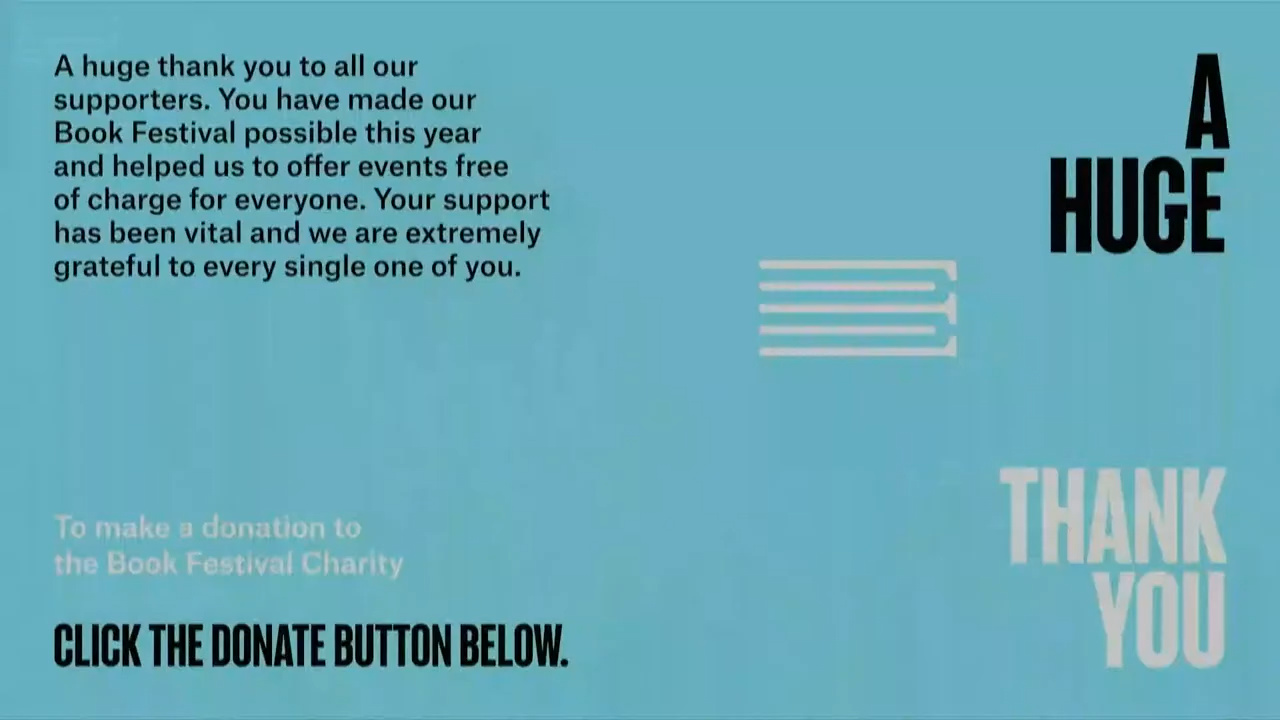 A huge thank you to all our
supporters. You have made our
Book Festival possible this year
and helped us to offer events free
of charge for everyone. Your support
has been vital and we are extremely
grateful to every single one of you.
To make a donation to
the Book Festival Charity
CLICK THE DONATE BUTTON BELOW.
A
HUGE
THANK
YOU